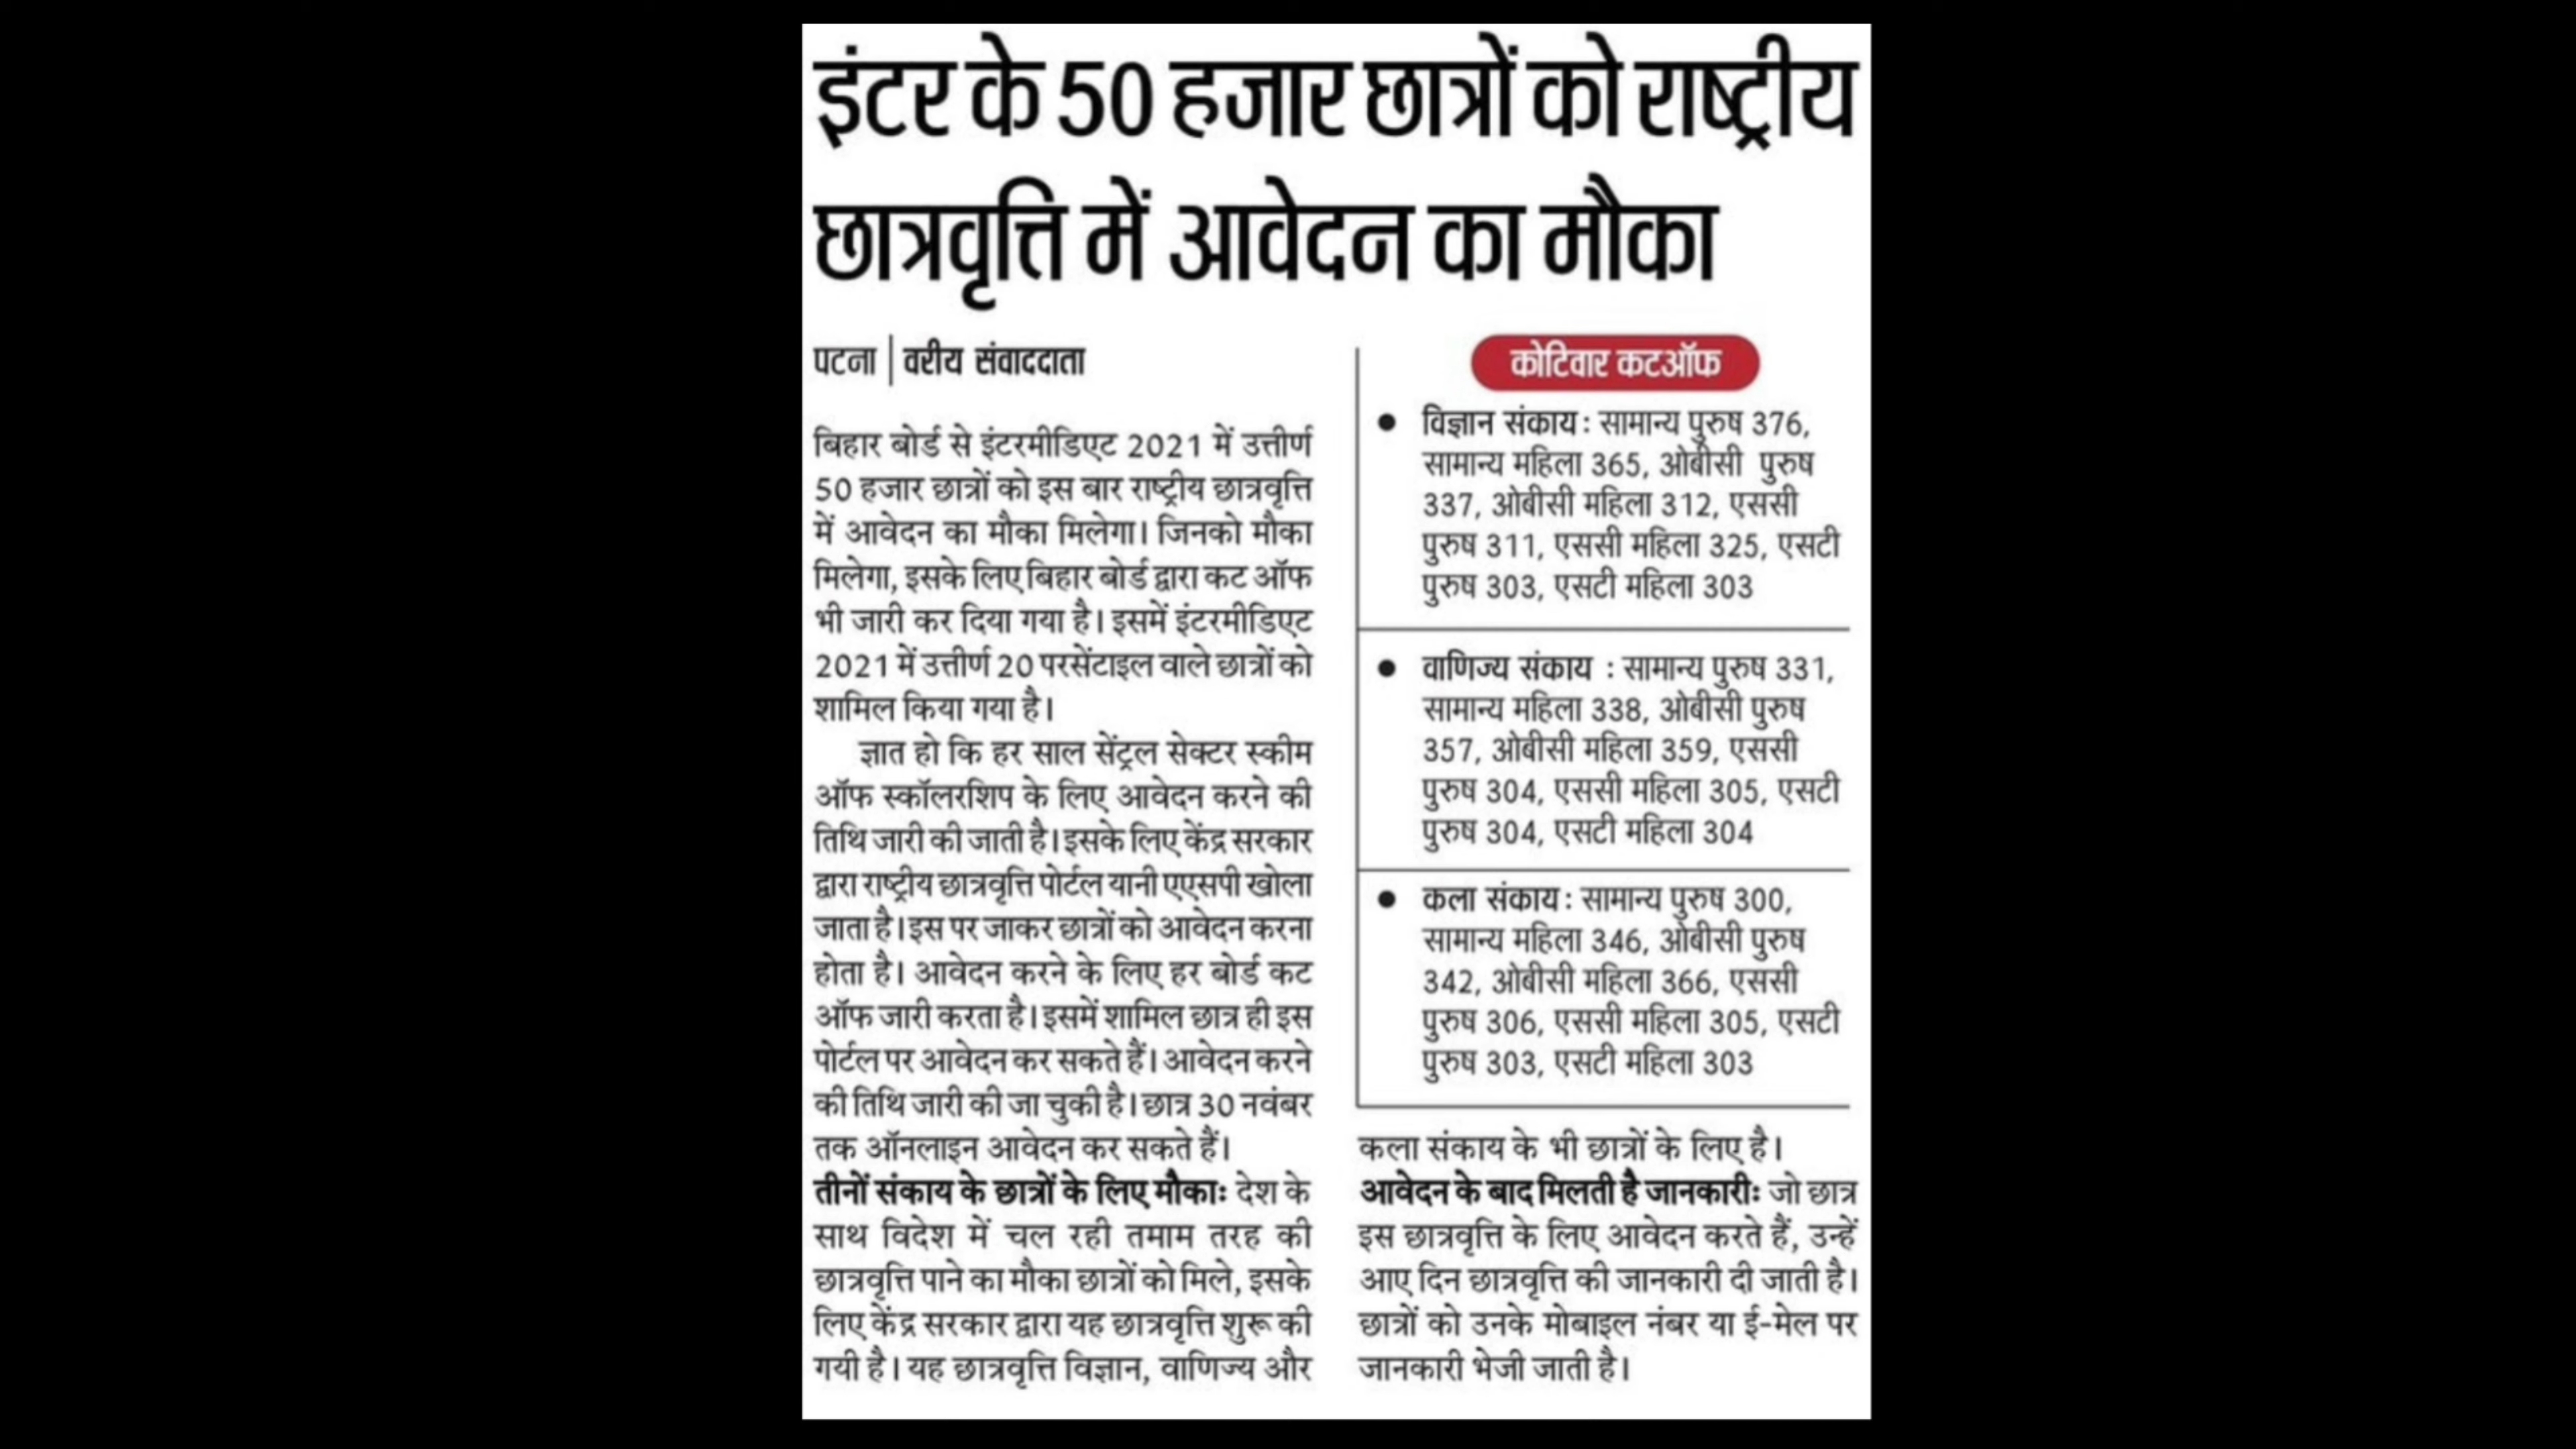 इंटर के 50 हजार छात्रों को राष्ट्रीय
छात्रवृत्ति में आवेदन का मौका
पटना | वरीय संवाददाता
बिहार बोर्ड से इंटरमीडिएट 2021 में उत्तीर्ण
50 हजार छात्रों को इस बार राष्ट्रीय छात्रवृत्ति
में आवेदन का मौका मिलेगा। जिनको मौका
मिलेगा, इसके लिए बिहार बोर्ड द्वारा कट ऑफ
भी जारी कर दिया गया है। इसमें इंटरमीडिएट
2021 में उत्तीर्ण 20 परसेंटाइल वाले छात्रों को
शामिल किया गया है।
ज्ञात हो कि हर साल सेंट्रल सेक्टर स्कीम
ऑफ स्कॉलरशिप के लिए आवेदन करने की
तिथि जारी की जाती है। इसके लिए केंद्र सरकार
द्वारा राष्ट्रीय छात्रवृत्ति पोर्टल यानी एएसपी खोला
जाता है। इस पर जाकर छात्रों को आवेदन करना
होता है। आवेदन करने के लिए हर बोर्ड कट
ऑफ जारी करता है। इसमें शामिल छात्र ही इस
पोर्टल पर आवेदन कर सकते हैं। आवेदन करने
की तिथि जारी की जा चुकी है। छात्र 30 नवंबर
तक ऑनलाइन आवेदन कर सकते हैं।
तीनों संकाय के छात्रों के लिए मौकाः देश के
साथ विदेश में चल रही तमाम तरह की
छात्रवृत्ति पाने का मौका छात्रों को मिले, इसके
लिए केंद्र सरकार द्वारा यह छात्रवृत्ति शुरू की
गयी है। यह छात्रवृत्ति विज्ञान, वाणिज्य और
कोटिवार कटऑफ
● विज्ञान संकाय : सामान्य पुरुष 376,
सामान्य महिला 365, ओबीसी पुरुष
337, ओबीसी महिला 312, एससी
पुरुष 311, एससी महिला 325, एसटी
पुरुष 303, एसटी महिला 303
● वाणिज्य संकाय : सामान्य पुरुष 331,
सामान्य महिला 338, ओबीसी पुरुष
357, ओबीसी महिला 359, एससी
पुरुष 304, एससी महिला 305, एसटी
पुरुष 304, एसटी महिला 304
● कला संकाय : सामान्य पुरुष 300,
सामान्य महिला 346, ओबीसी पुरुष
342, ओबीसी महिला 366, एससी
पुरुष 306, एससी महिला 305, एसटी
पुरुष 303, एसटी महिला 303
कला संकाय के भी छात्रों के लिए है।
आवेदन के बाद मिलती है जानकारीः जो छात्र
इस छात्रवृत्ति के लिए आवेदन करते हैं, उन्हें
आए दिन छात्रवृत्ति की जानकारी दी जाती है।
छात्रों को उनके मोबाइल नंबर या ई-मेल पर
जानकारी भेजी जाती है।